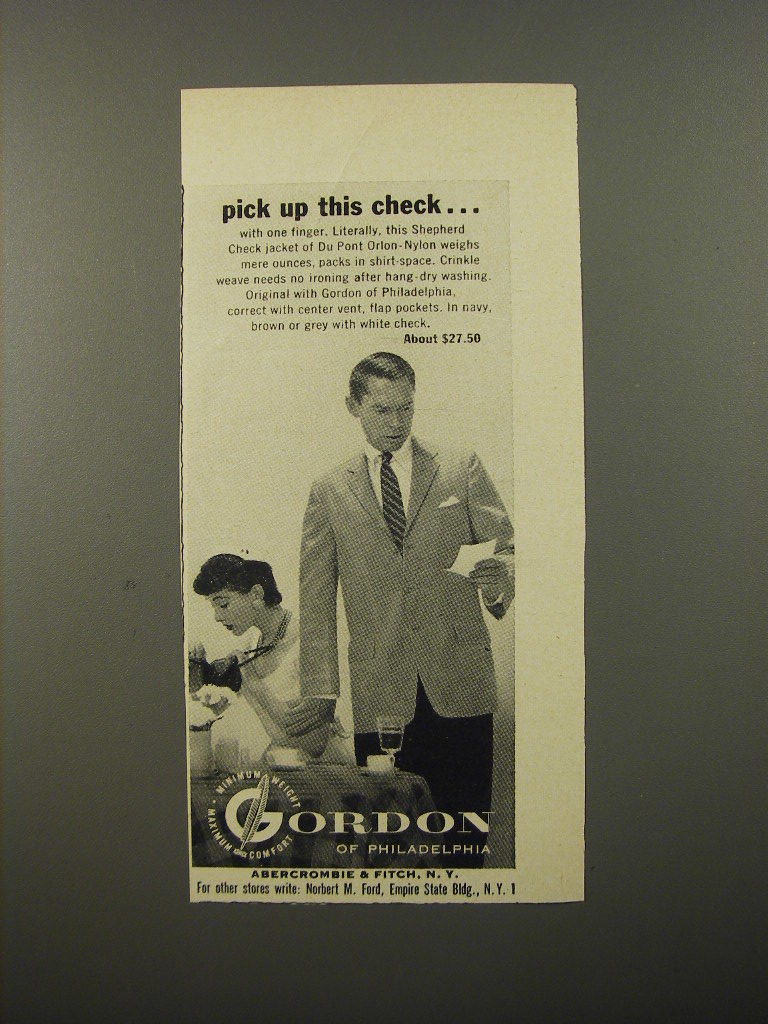 pick up this check...
with one finger. Literally, this Shepherd
Check jacket of Du Pont Orlon-Nylon weighs
mere ounces, packs in shirt-space. Crinkle
weave needs no ironing after hang-dry washing.
Original with Gordon of Philadelphia,
correct with center vent, flap pockets. In navy,
brown or grey with white check.
About $27.50
MINIMUM WEIGHT
MAXIMUM COMFORT
GORDON
OF PHILADELPHIA
ABERCROMBIE & FITCH, N. Y.
For other stores write: Norbert M. Ford, Empire State Bldg., N. Y. 1